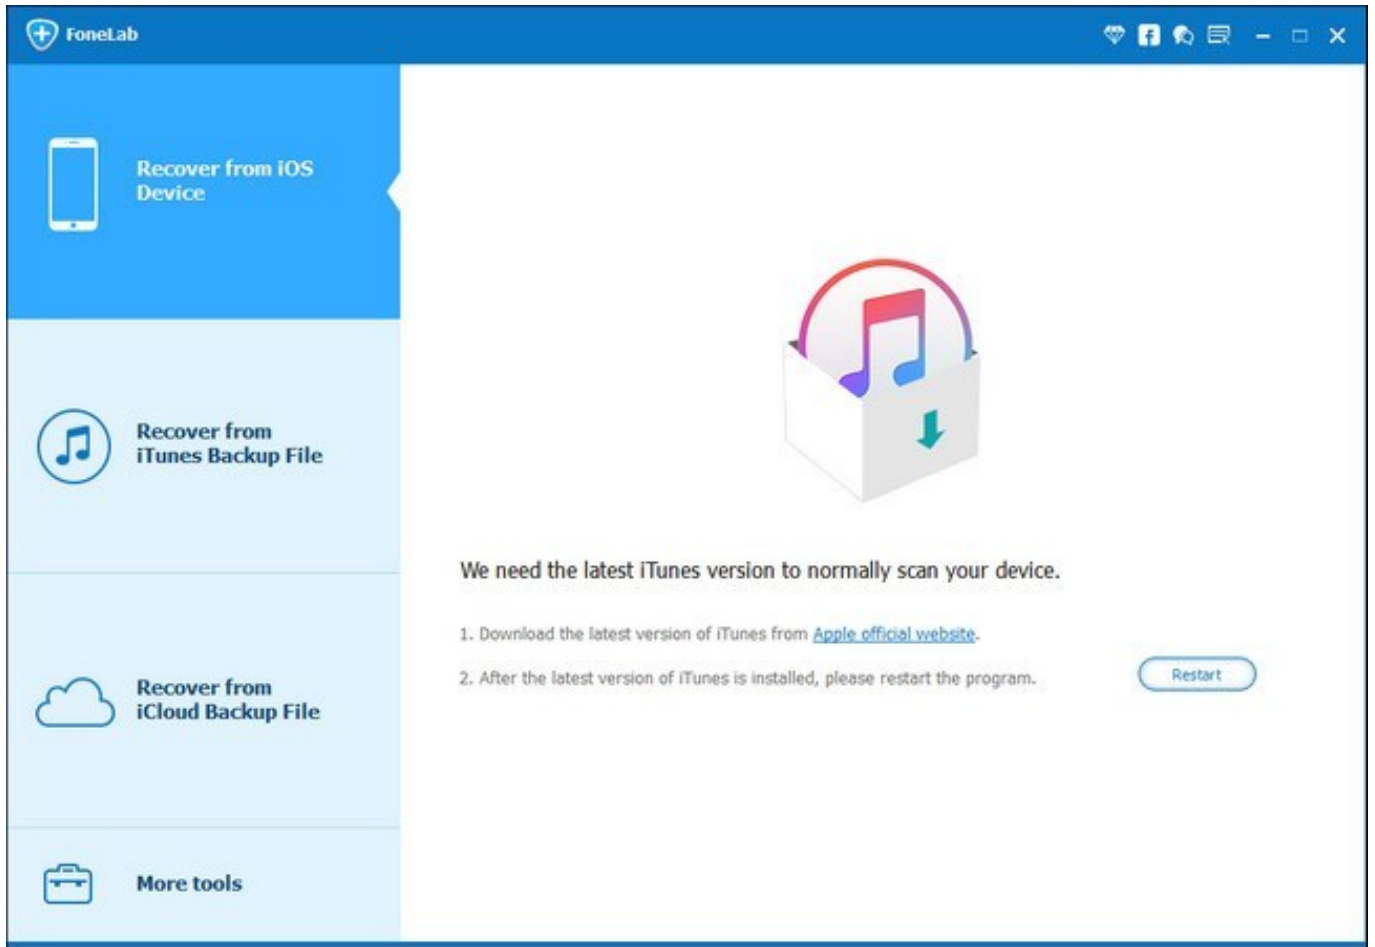 FoneLab
Recover from iOS
Device
Recover from
iTunes Backup File
Recover from
iCloud Backup File
More tools
We need the latest iTunes version to normally scan your device.
1. Download the latest version of iTunes from Apple official website.
2. After the latest version of iTunes is installed, please restart the program.
Restart